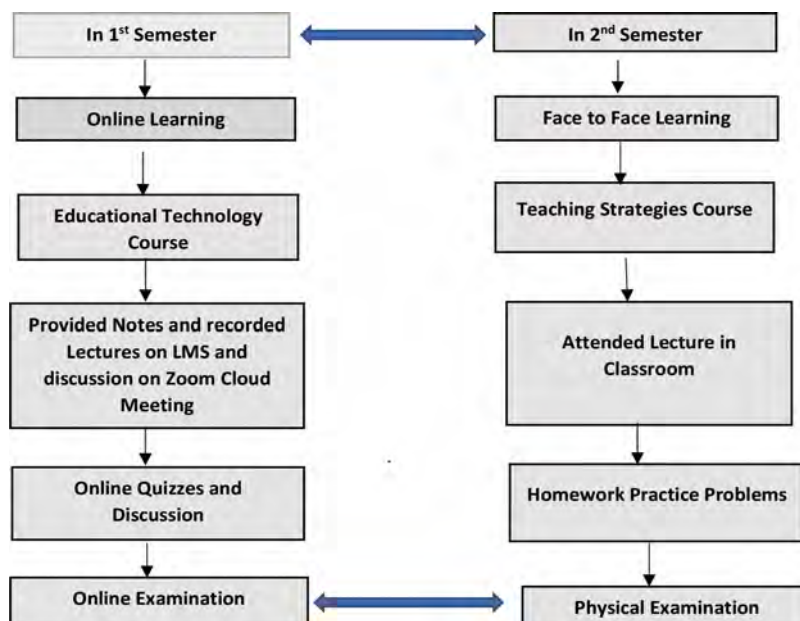 In 1st Semester
Online Learning
Educational Technology
Course
Provided Notes and recorded
Lectures on LMS and
discussion on Zoom Cloud
Meeting
Online Quizzes and
Discussion
Online Examination
In 2nd Semester
Face to Face Learning
Teaching Strategies Course
Attended Lecture in
Classroom
Homework Practice Problems
Physical Examination